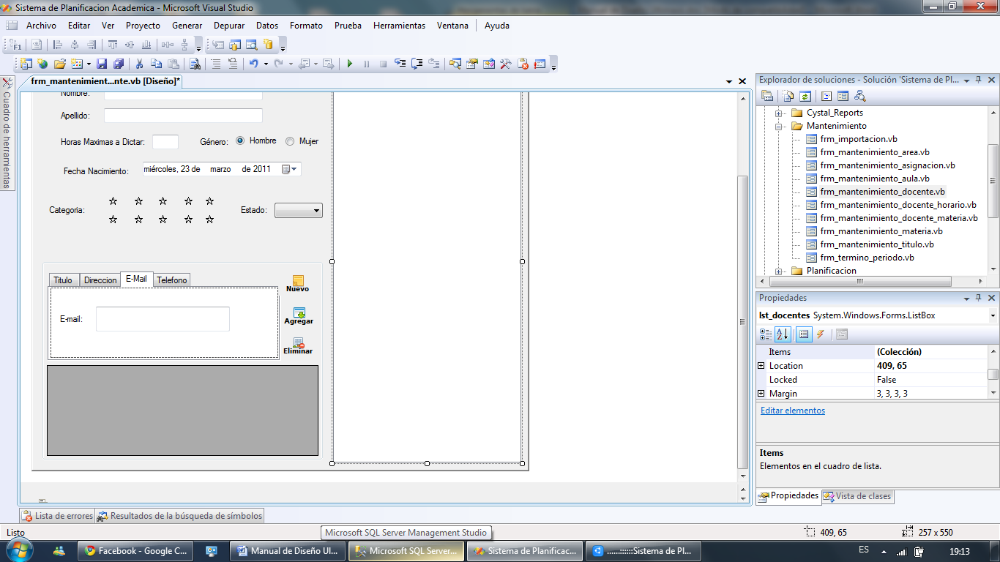 Sistema de Planificacion Academica - Microsoft Visual Studio
Archivo Editar Ver Proyecto Generar Depurar Datos Formato Prueba Herramientas Ventana Ayuda
frm_mantenimient...nte.vb [Diseño]*
Cuadro de herramientas
Nombre:
Apellido:
Horas Maximas a Dictar: Género: Hombre Mujer
Fecha Nacimiento: miércoles, 23 de marzo de 2011
Categoria: Estado:
Titulo Direccion E-Mail Telefono
E-mail:
Nuevo
Agregar
Eliminar
Explorador de soluciones - Solución 'Sistema de Pl...
Cystal_Reports
Mantenimiento
frm_importacion.vb
frm_mantenimiento_area.vb
frm_mantenimiento_asignacion.vb
frm_mantenimiento_aula.vb
frm_mantenimiento_docente.vb
frm_mantenimiento_docente_horario.vb
frm_mantenimiento_docente_materia.vb
frm_mantenimiento_materia.vb
frm_mantenimiento_titulo.vb
frm_termino_periodo.vb
Planificacion
Propiedades
lst_docentes System.Windows.Forms.ListBox
Items (Colección)
Location 409, 65
Locked False
Margin 3, 3, 3, 3
Editar elementos
Items
Elementos en el cuadro de lista.
Propiedades Vista de clases
Lista de errores Resultados de la búsqueda de símbolos
Listo 409, 65 257 x 550
Microsoft SQL Server Management Studio
Facebook - Google C... Manual de Diseño UI... Microsoft SQL Server... Sistema de Planificac... ......::::::Sistema de Pl... ES 19:13